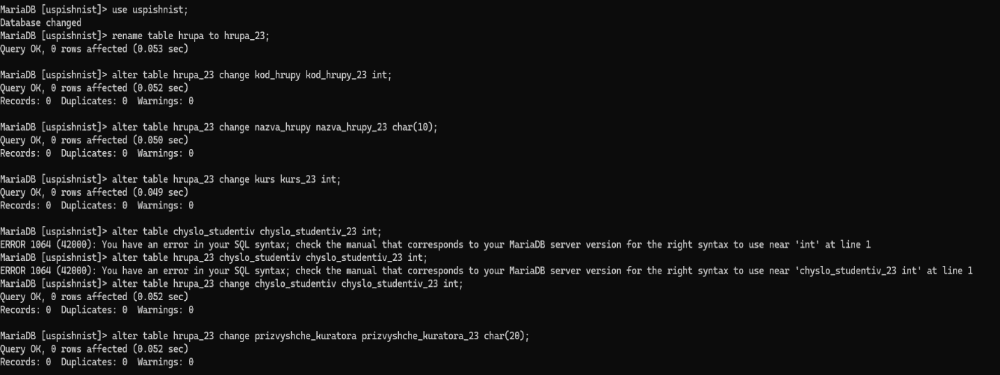 MariaDB [uspishnist]> use uspishnist;
Database changed
MariaDB [uspishnist]> rename table hrupa to hrupa_23;
Query OK, 0 rows affected (0.053 sec)
MariaDB [uspishnist]> alter table hrupa_23 change kod_hrupy kod_hrupy_23 int;
Query OK, 0 rows affected (0.052 sec)
Records: 0  Duplicates: 0  Warnings: 0
MariaDB [uspishnist]> alter table hrupa_23 change nazva_hrupy nazva_hrupy_23 char(10);
Query OK, 0 rows affected (0.050 sec)
Records: 0  Duplicates: 0  Warnings: 0
MariaDB [uspishnist]> alter table hrupa_23 change kurs kurs_23 int;
Query OK, 0 rows affected (0.049 sec)
Records: 0  Duplicates: 0  Warnings: 0
MariaDB [uspishnist]> alter table chyslo_studentiv chyslo_studentiv_23 int;
ERROR 1064 (42000): You have an error in your SQL syntax; check the manual that corresponds to your MariaDB server version for the right syntax to use near 'int' at line 1
MariaDB [uspishnist]> alter table hrupa_23 chyslo_studentiv chyslo_studentiv_23 int;
ERROR 1064 (42000): You have an error in your SQL syntax; check the manual that corresponds to your MariaDB server version for the right syntax to use near 'chyslo_studentiv_23 int' at line 1
MariaDB [uspishnist]> alter table hrupa_23 change chyslo_studentiv chyslo_studentiv_23 int;
Query OK, 0 rows affected (0.052 sec)
Records: 0  Duplicates: 0  Warnings: 0
MariaDB [uspishnist]> alter table hrupa_23 change prizvyshche_kuratora prizvyshche_kuratora_23 char(20);
Query OK, 0 rows affected (0.052 sec)
Records: 0  Duplicates: 0  Warnings: 0